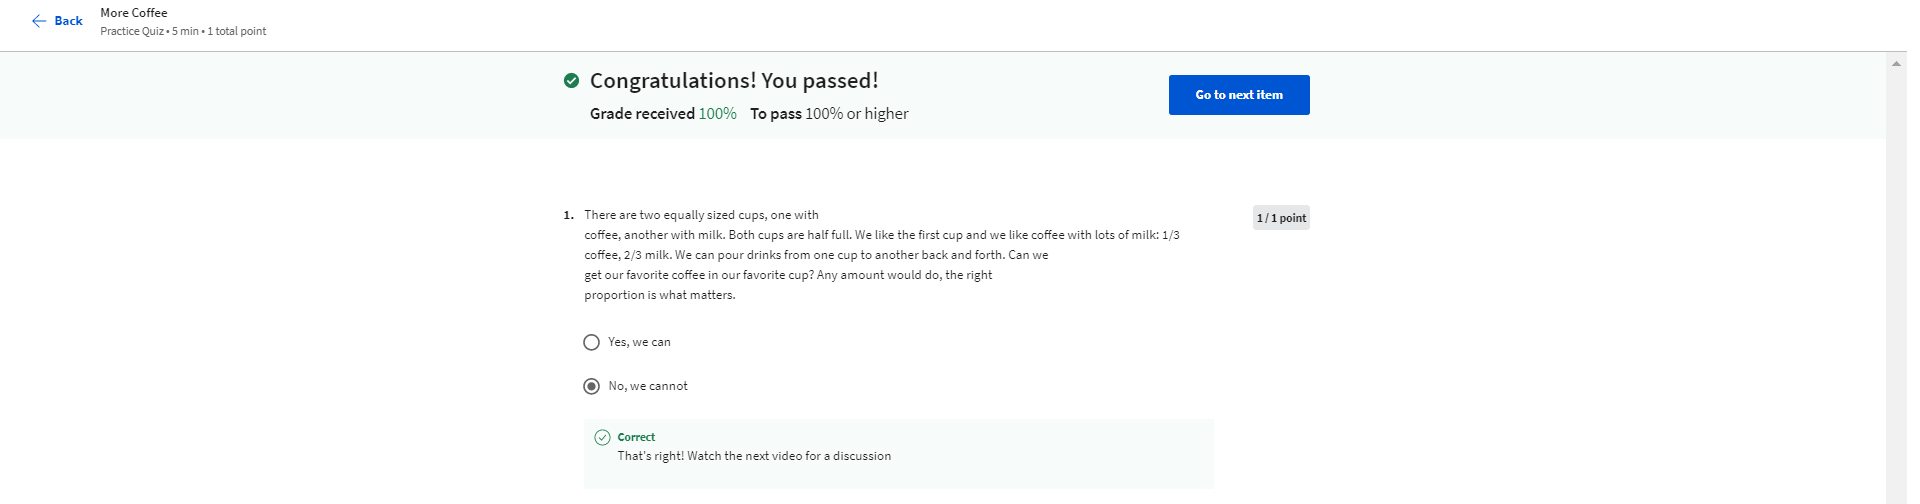 Back
More Coffee
Practice Quiz • 5 min • 1 total point
Congratulations! You passed!
Grade received 100% To pass 100% or higher
Go to next item
1. There are two equally sized cups, one with
coffee, another with milk. Both cups are half full. We like the first cup and we like coffee with lots of milk: 1/3
coffee, 2/3 milk. We can pour drinks from one cup to another back and forth. Can we
get our favorite coffee in our favorite cup? Any amount would do, the right
proportion is what matters.
1 / 1 point
Yes, we can
No, we cannot
Correct
That's right! Watch the next video for a discussion